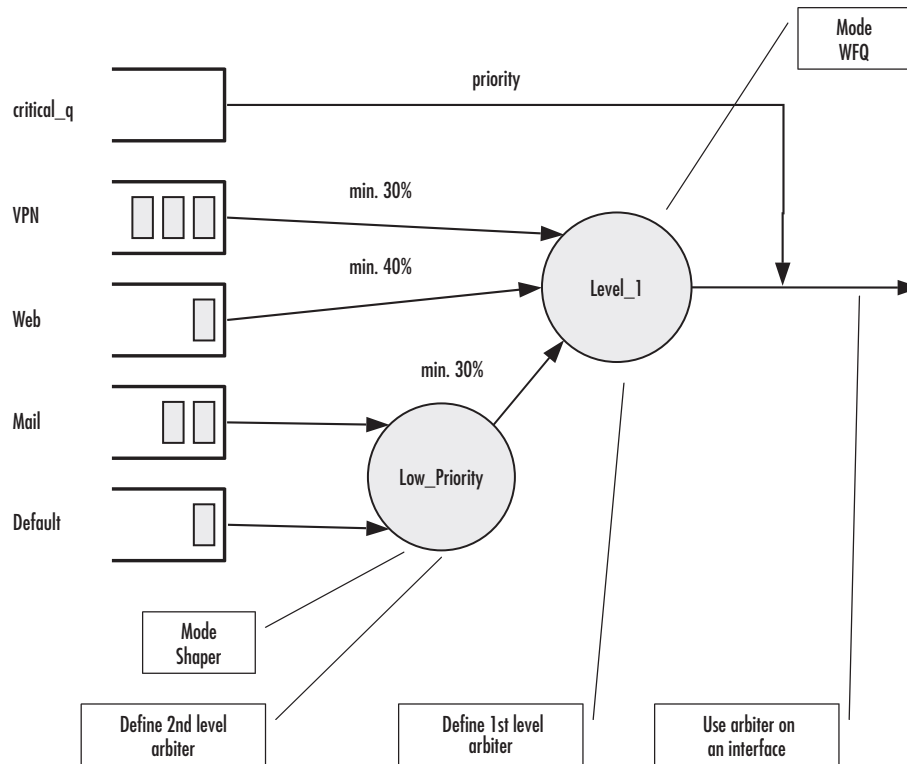 Mode
WFQ
priority
critical_q
min. 30%
VPN
min. 40%
Level_1
Web
min. 30%
Mail
Low_Priority
Default
Mode
Shaper
Define 2nd level
arbiter
Define 1st level
arbiter
Use arbiter on
an interface